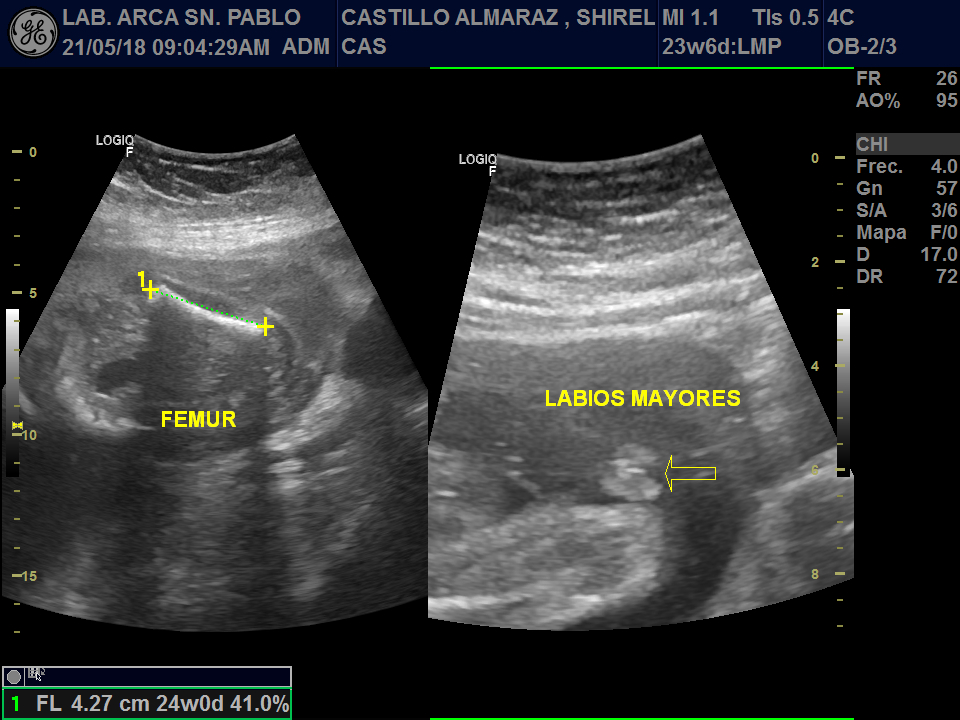 LAB. ARCA SN. PABLO
21/05/18 09:04:29AM ADM
CASTILLO ALMARAZ , SHIREL
CAS
MI 1.1 TIs 0.5
23w6d:LMP
4C
OB-2/3
FR 26
AO% 95
CHI
Frec. 4.0
Gn 57
S/A 3/6
Mapa F/0
D 17.0
DR 72
LOGIQ
F
0
5
10
15
1
FEMUR
LOGIQ
F
0
2
4
6
8
LABIOS MAYORES
1 FL 4.27 cm 24w0d 41.0%